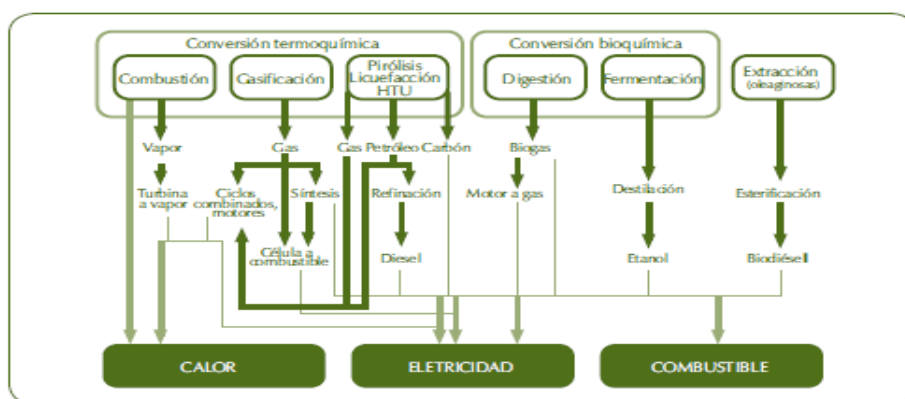 Conversión termoquímica
Conversión bioquímica
Combustión
Gasificación
Pirólisis
Licuefacción
HTU
Digestión
Fermentación
Extracción
(oleaginosas)
Vapor
Gas
Gas
Petróleo
Carbón
Biogas
Turbina
a vapor
Ciclos
combinados,
motores
Síntesis
Refinación
Motor a gas
Destilación
Esterificación
Célula a
combustible
Diesel
Etanol
Biodiésell
CALOR
ELETRICIDAD
COMBUSTIBLE